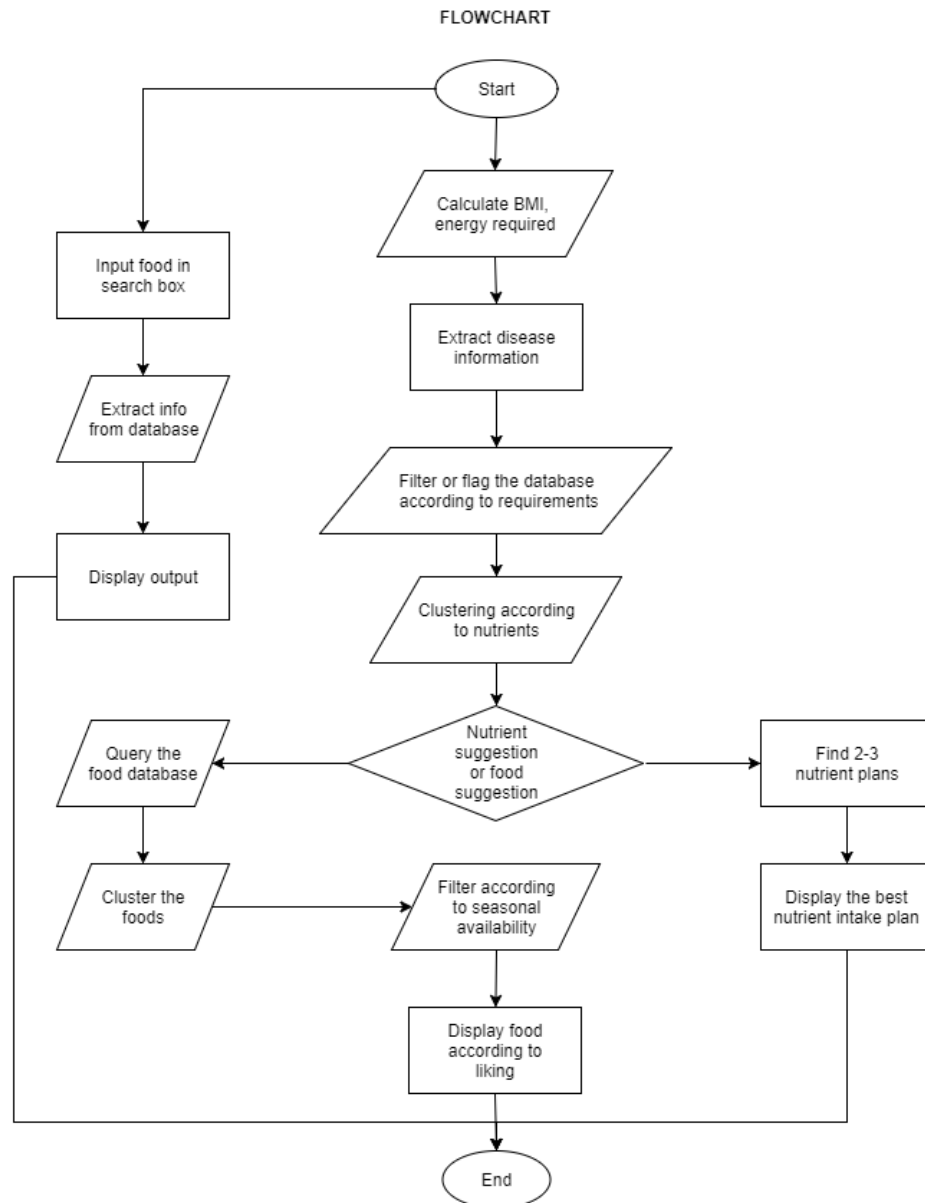 FLOWCHART
Start
Calculate BMI,
energy required
Input food in
search box
Extract disease
information
Extract info
from database
Filter or flag the database
according to requirements
Display output
Clustering according
to nutrients
Query the
food database
Nutrient
suggestion
or food
suggestion
Find 2-3
nutrient plans
Cluster the
foods
Filter according
to seasonal
availability
Display the best
nutrient intake plan
Display food
according to
liking
End